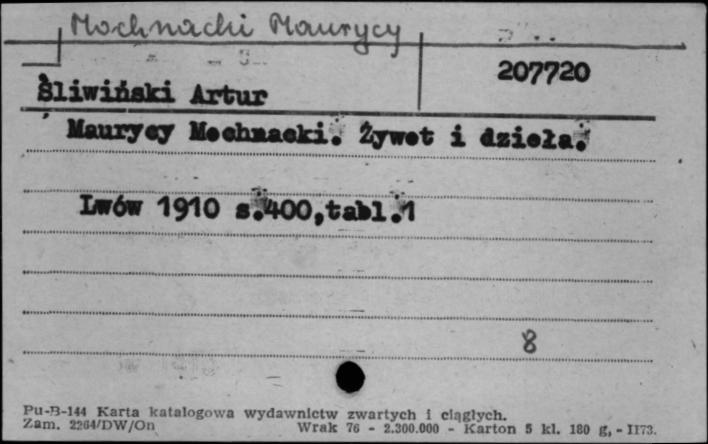 Mochnacki Maurycy
207720
Śliwiński Artur
Maurycy Mochnacki. Żywot i dzieła.
Lwów 1910 s.400,tabl.1
8
Pu-B-144 Karta katalogowa wydawnictw zwartych i ciągłych.
Zam. 2264/DW/On Wrak 76 - 2.300.000 - Karton 5 kl. 180 g, - II73.